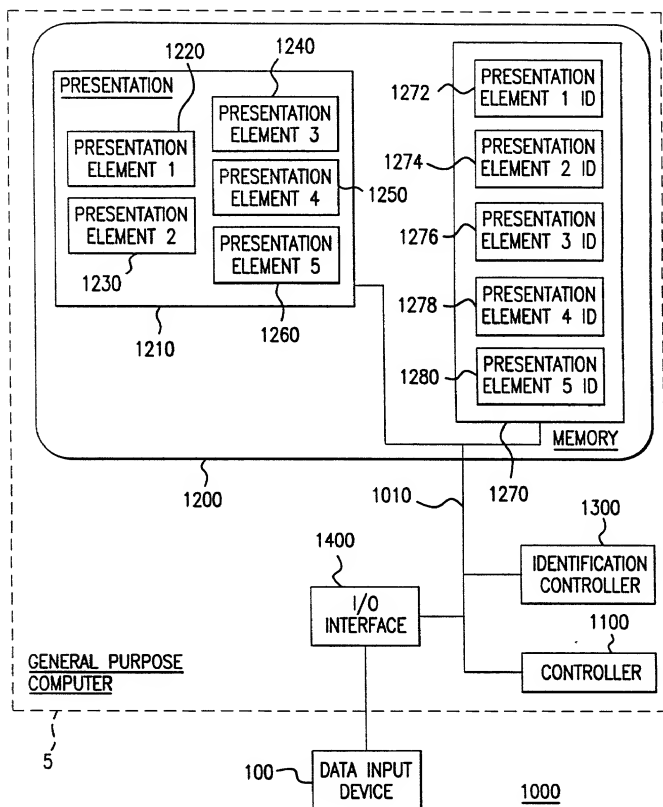 1220
1240
PRESENTATION
PRESENTATION
ELEMENT 1
PRESENTATION
ELEMENT 2
1230
PRESENTATION
ELEMENT 3
PRESENTATION
ELEMENT 4
1250
PRESENTATION
ELEMENT 5
1210
1260
1272
PRESENTATION
ELEMENT 1 ID
1274
PRESENTATION
ELEMENT 2 ID
1276
PRESENTATION
ELEMENT 3 ID
1278
PRESENTATION
ELEMENT 4 ID
1280
PRESENTATION
ELEMENT 5 ID
MEMORY
1200
1010
1270
1400
I/O
INTERFACE
1300
IDENTIFICATION
CONTROLLER
1100
CONTROLLER
GENERAL PURPOSE
COMPUTER
5
100
DATA INPUT
DEVICE
1000